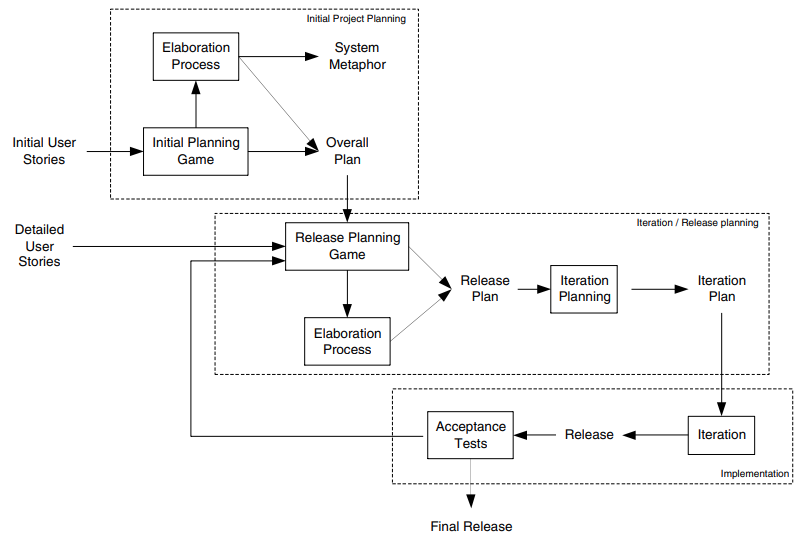 Initial Project Planning
Elaboration
Process
System
Metaphor
Initial User
Stories
Initial Planning
Game
Overall
Plan
Iteration / Release planning
Detailed
User
Stories
Release Planning
Game
Release
Plan
Iteration
Planning
Iteration
Plan
Elaboration
Process
Acceptance
Tests
Release
Iteration
Implementation
Final Release